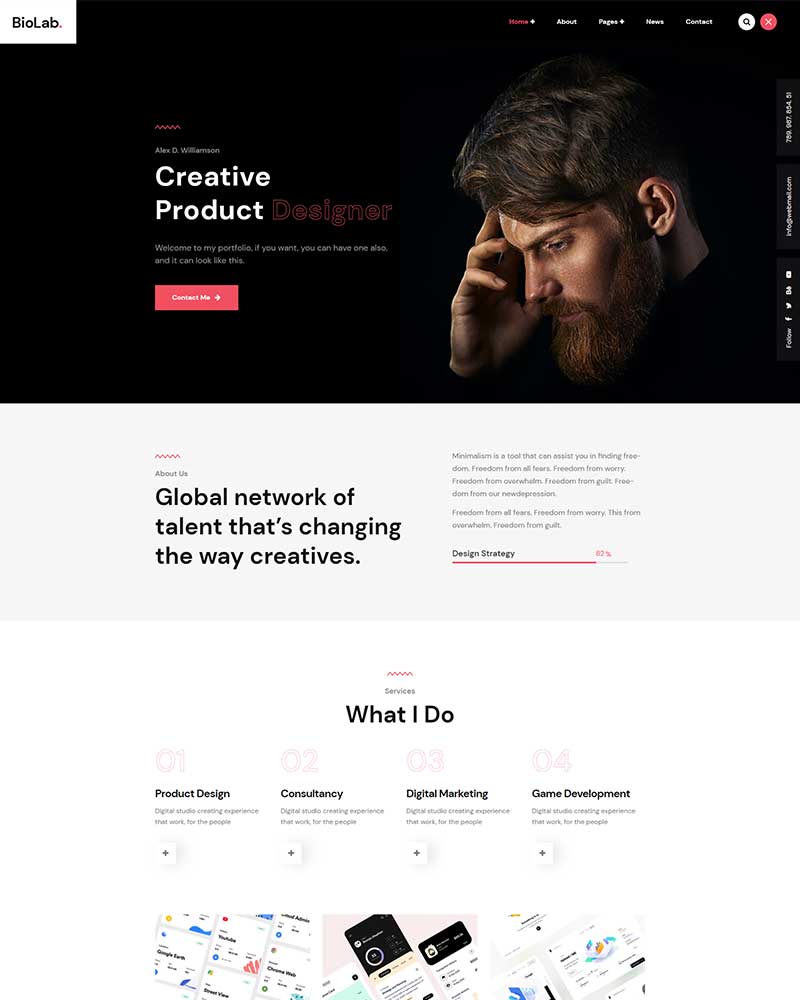 BioLab.
Home + About Pages + News Contact
789, 987, 654, 51
info@webmail.com
Follow
Alex D. Williamson
Creative
Product Designer
Welcome to my portfolio, if you want, you can have one also,
and it can look like this.
Contact Me →
About Us
Global network of
talent that's changing
the way creatives.
Minimalism is a tool that can assist you in finding free-
dom. Freedom from all fears. Freedom from worry.
Freedom from overwhelm. Freedom from guilt. Free-
dom from our newdepression.
Freedom from all fears. Freedom from worry. This from
overwhelm. Freedom from guilt.
Design Strategy 82%
Services
What I Do
01 02 03 04
Product Design Consultancy Digital Marketing Game Development
Digital studio creating experience Digital studio creating experience Digital studio creating experience Digital studio creating experience
that work, for the people that work, for the people that work, for the people that work, for the people
+ + + +
Youtube
Google Earth
Chrome Web
Street View